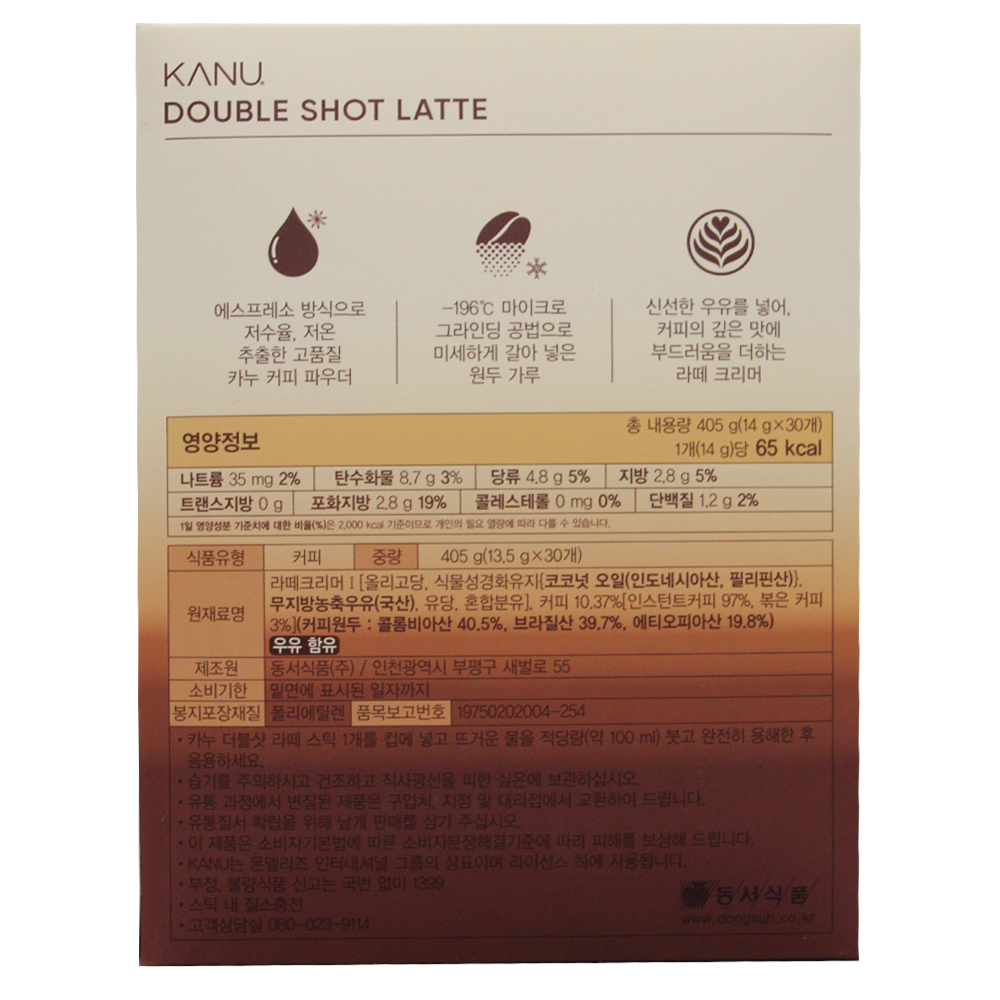 KANU.
DOUBLE SHOT LATTE
에스프레소 방식으로
저수율, 저온
추출한 고품질
카누 커피 파우더
-196℃ 마이크로
그라인딩 공법으로
미세하게 갈아 넣은
원두 가루
신선한 우유를 넣어,
커피의 깊은 맛에
부드러움을 더하는
라떼 크리머
영양정보
총 내용량 405 g(14 g×30개)
1개(14 g)당 65 kcal
나트륨 35 mg 2% 탄수화물 8.7 g 3% 당류 4.8 g 5% 지방 2.8 g 5%
트랜스지방 0 g 포화지방 2.8 g 19% 콜레스테롤 0 mg 0% 단백질 1.2 g 2%
1일 영양성분 기준치에 대한 비율(%)은 2,000 kcal 기준이므로 개인의 필요 열량에 따라 다를 수 있습니다.
식품유형 커피 중량 405 g(13.5 g×30개)
원재료명
라떼크리머Ⅰ[올리고당, 식물성경화유지{코코넛 오일(인도네시아산, 필리핀산)},
무지방농축우유(국산), 유당, 혼합분유], 커피 10.37%[인스턴트커피 97%, 볶은 커피
3%](커피원두 : 콜롬비아산 40.5%, 브라질산 39.7%, 에티오피아산 19.8%)
우유 함유
제조원 동서식품(주) / 인천광역시 부평구 새벌로 55
소비기한 밑면에 표시된 일자까지
봉지포장재질 폴리에틸렌 품목보고번호 19750202004-254
• 카누 더블샷 라떼 스틱 1개를 컵에 넣고 뜨거운 물을 적당량(약 100 ml) 붓고 완전히 용해한 후
음용하세요.
• 습기를 주의하시고 건조하고 직사광선을 피한 실온에 보관하십시오.
• 유통 과정에서 변질된 제품은 구입처, 지점 및 대리점에서 교환하여 드립니다.
• 유통질서 확립을 위해 낱개 판매를 삼가 주십시오.
• 이 제품은 소비자기본법에 따른 소비자분쟁해결기준에 따라 피해를 보상해 드립니다.
• KANU는 몬델리즈 인터내셔널 그룹의 상표이며 라이선스 하에 사용됩니다.
• 부정, 불량식품 신고는 국번 없이 1399
• 스틱 내 질소충전
• 고객상담실 080-023-9114
동서식품
www.dongsuh.co.kr